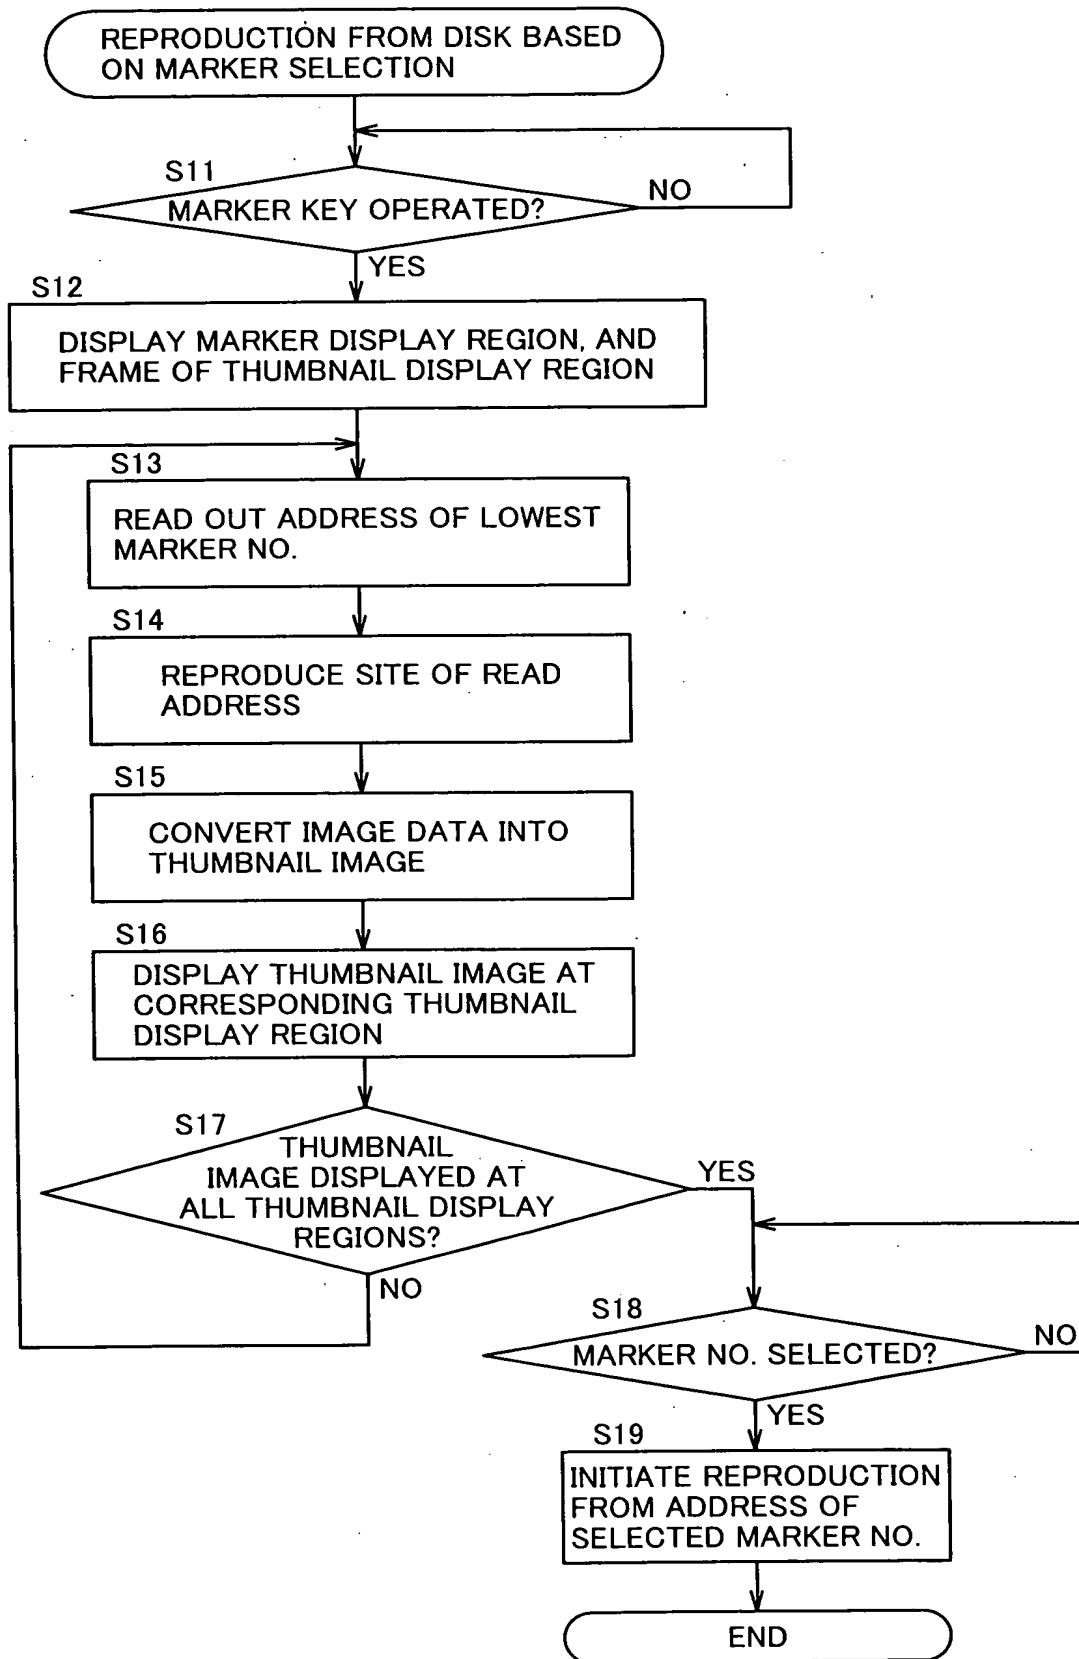 REPRODUCTION FROM DISK BASED
ON MARKER SELECTION
S11
MARKER KEY OPERATED?
NO
YES
S12
DISPLAY MARKER DISPLAY REGION, AND
FRAME OF THUMBNAIL DISPLAY REGION
S13
READ OUT ADDRESS OF LOWEST
MARKER NO.
S14
REPRODUCE SITE OF READ
ADDRESS
S15
CONVERT IMAGE DATA INTO
THUMBNAIL IMAGE
S16
DISPLAY THUMBNAIL IMAGE AT
CORRESPONDING THUMBNAIL
DISPLAY REGION
S17
THUMBNAIL
IMAGE DISPLAYED AT
ALL THUMBNAIL DISPLAY
REGIONS?
YES
NO
S18
MARKER NO. SELECTED?
NO
YES
S19
INITIATE REPRODUCTION
FROM ADDRESS OF
SELECTED MARKER NO.
END